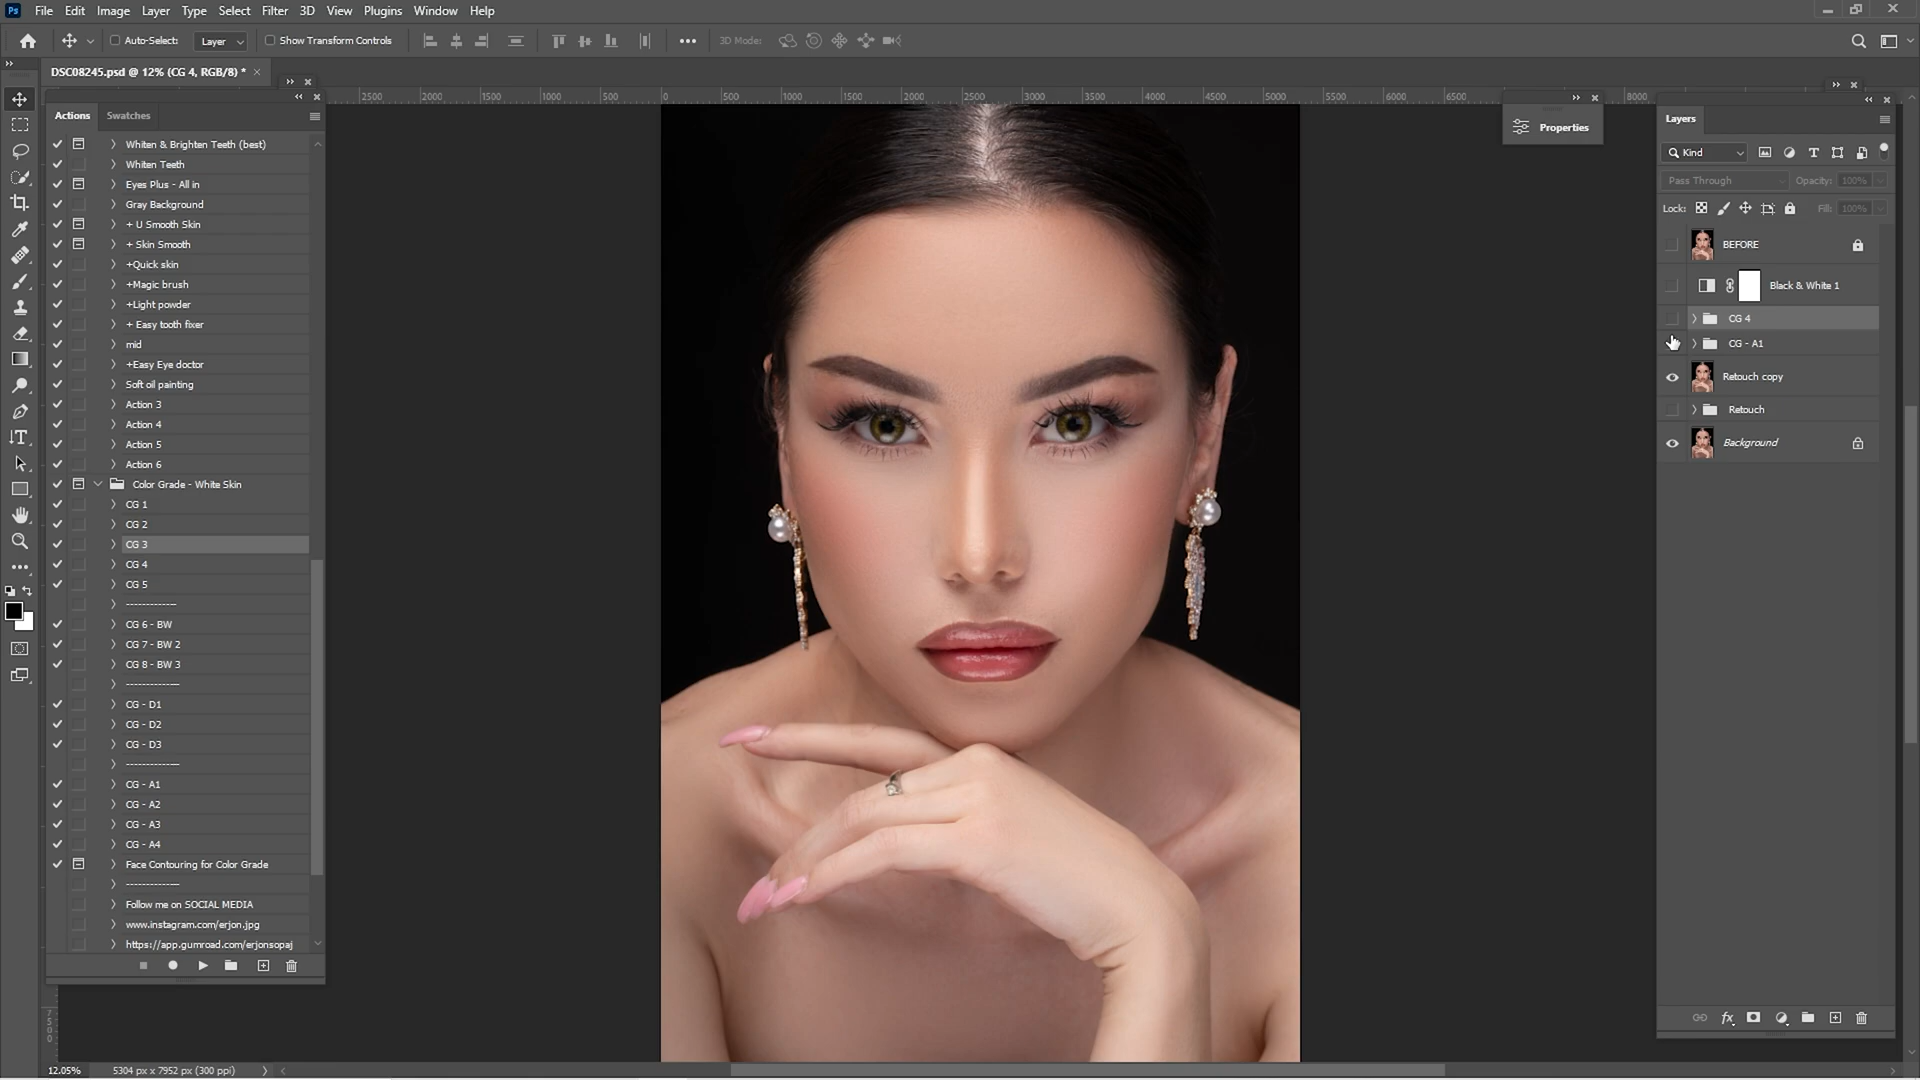 Ps File Edit Image Layer Type Select Filter 3D View Plugins Window Help
Auto-Select: Layer Show Transform Controls 3D Mode:
DSC08245.psd @ 12% (CG 4, RGB/8) *
2500 2000 1500 1000 500 0 500 1000 1500 2000 2500 3000 3500 4000 4500 5000 5500 6000 6500 8000
Actions Swatches
Whiten & Brighten Teeth (best)
Whiten Teeth
Eyes Plus - All in
Gray Background
+ U Smooth Skin
+ Skin Smooth
+Quick skin
+Magic brush
+Light powder
+ Easy tooth fixer
mid
+Easy Eye doctor
Soft oil painting
Action 3
Action 4
Action 5
Action 6
Color Grade - White Skin
CG 1
CG 2
CG 3
CG 4
CG 5
-------------
CG 6 - BW
CG 7 - BW 2
CG 8 - BW 3
--------------
CG - D1
CG - D2
CG - D3
--------------
CG - A1
CG - A2
CG - A3
CG - A4
Face Contouring for Color Grade
--------------
Follow me on SOCIAL MEDIA
www.instagram.com/erjon.jpg
https://app.gumroad.com/erjonsopaj
Properties
Layers
Kind
Pass Through Opacity: 100%
Lock: Fill: 100%
BEFORE
Black & White 1
CG 4
CG - A1
Retouch copy
Retouch
Background
fx
7
5
0
0
12.05% 5304 px x 7952 px (300 ppi)